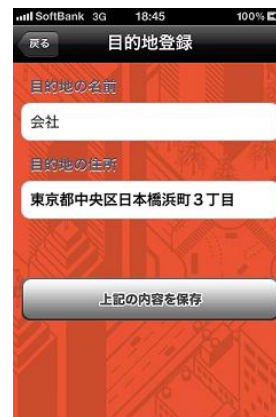 SoftBank 3G 18:45 100%
戻る 目的地登録
目的地の名前
会社
目的地の住所
東京都中央区日本橋浜町3丁目
上記の内容を保存